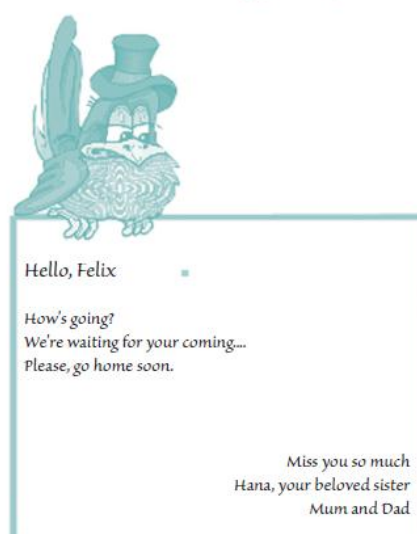 Hello, Felix
How's going?
We're waiting for your coming....
Please, go home soon.
Miss you so much
Hana, your beloved sister
Mum and Dad